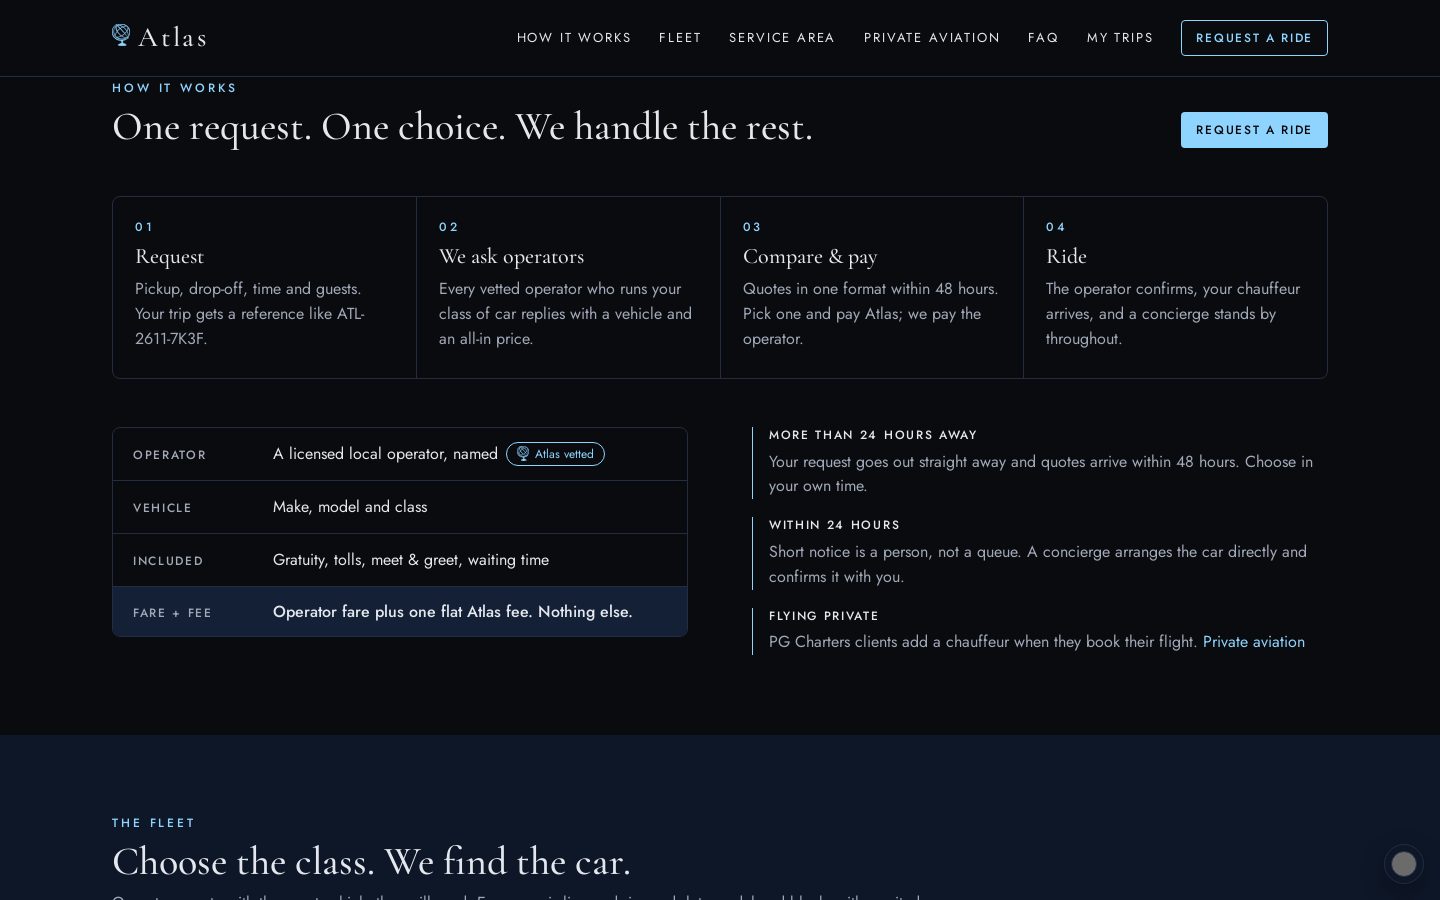 Atlas
HOW IT WORKS
FLEET
SERVICE AREA
PRIVATE AVIATION
FAQ
MY TRIPS
REQUEST A RIDE
HOW IT WORKS
One request. One choice. We handle the rest.
REQUEST A RIDE
01
Request
Pickup, drop-off, time and guests.
Your trip gets a reference like ATL-
2611-7K3F.
02
We ask operators
Every vetted operator who runs your
class of car replies with a vehicle and
an all-in price.
03
Compare & pay
Quotes in one format within 48 hours.
Pick one and pay Atlas; we pay the
operator.
04
Ride
The operator confirms, your chauffeur
arrives, and a concierge stands by
throughout.
OPERATOR
A licensed local operator, named
Atlas vetted
VEHICLE
Make, model and class
INCLUDED
Gratuity, tolls, meet & greet, waiting time
FARE + FEE
Operator fare plus one flat Atlas fee. Nothing else.
MORE THAN 24 HOURS AWAY
Your request goes out straight away and quotes arrive within 48 hours. Choose in
your own time.
WITHIN 24 HOURS
Short notice is a person, not a queue. A concierge arranges the car directly and
confirms it with you.
FLYING PRIVATE
PG Charters clients add a chauffeur when they book their flight. Private aviation
THE FLEET
Choose the class. We find the car.